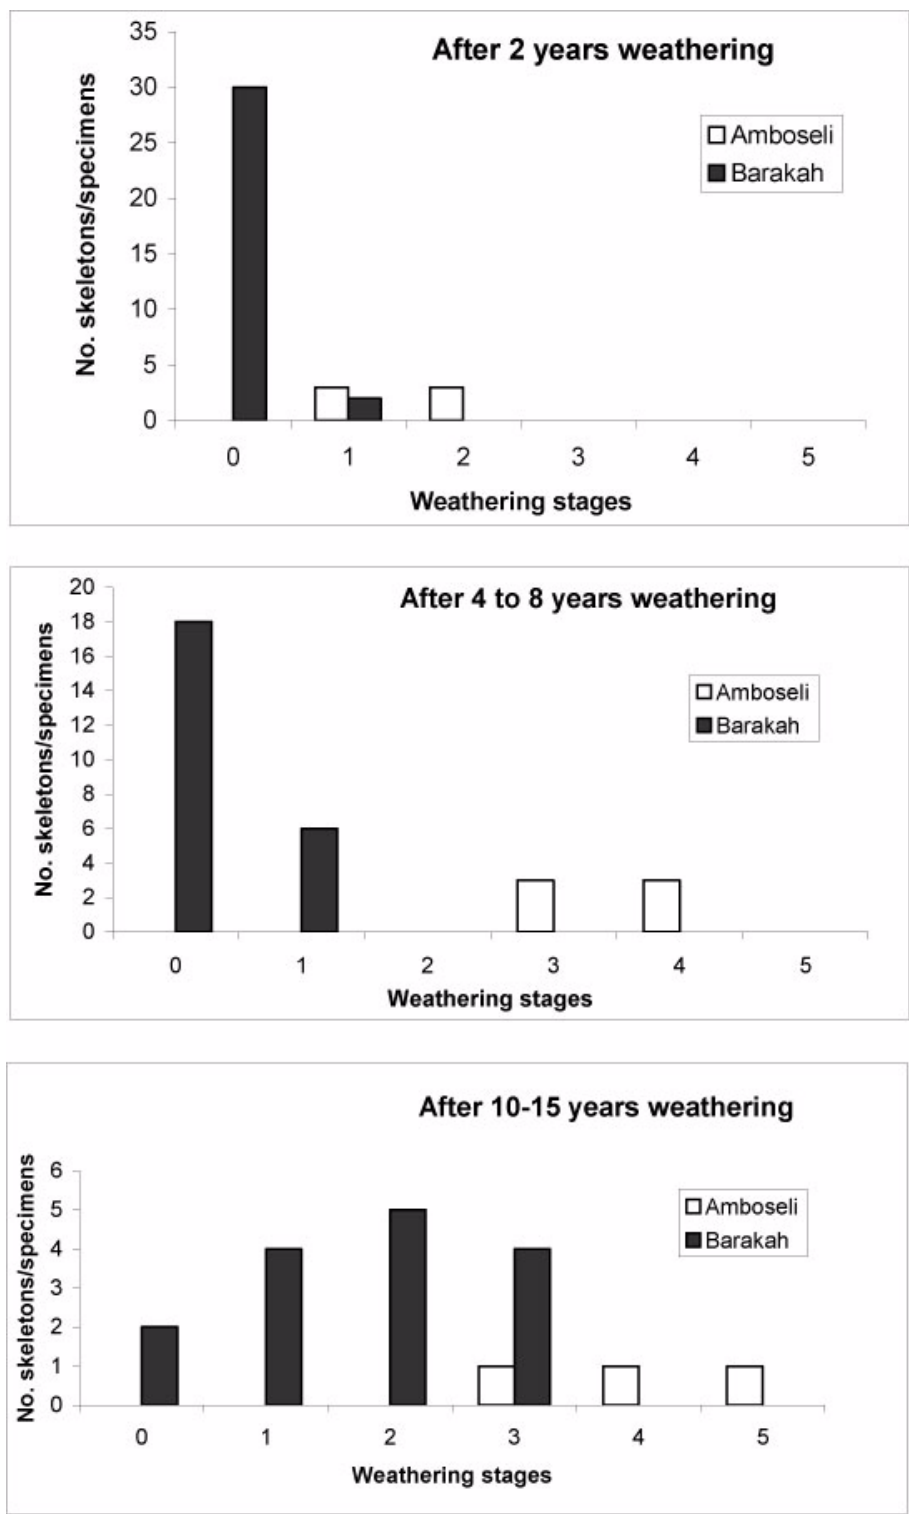 After 2 years weathering
No. skeletons/specimens
35
30
25
20
15
10
5
0
Amboseli
Barakah
0 1 2 3 4 5
Weathering stages
After 4 to 8 years weathering
No. skeletons/specimens
20
18
16
14
12
10
8
6
4
2
0
Amboseli
Barakah
0 1 2 3 4 5
Weathering stages
After 10-15 years weathering
No. skeletons/specimens
6
5
4
3
2
1
0
Amboseli
Barakah
0 1 2 3 4 5
Weathering stages